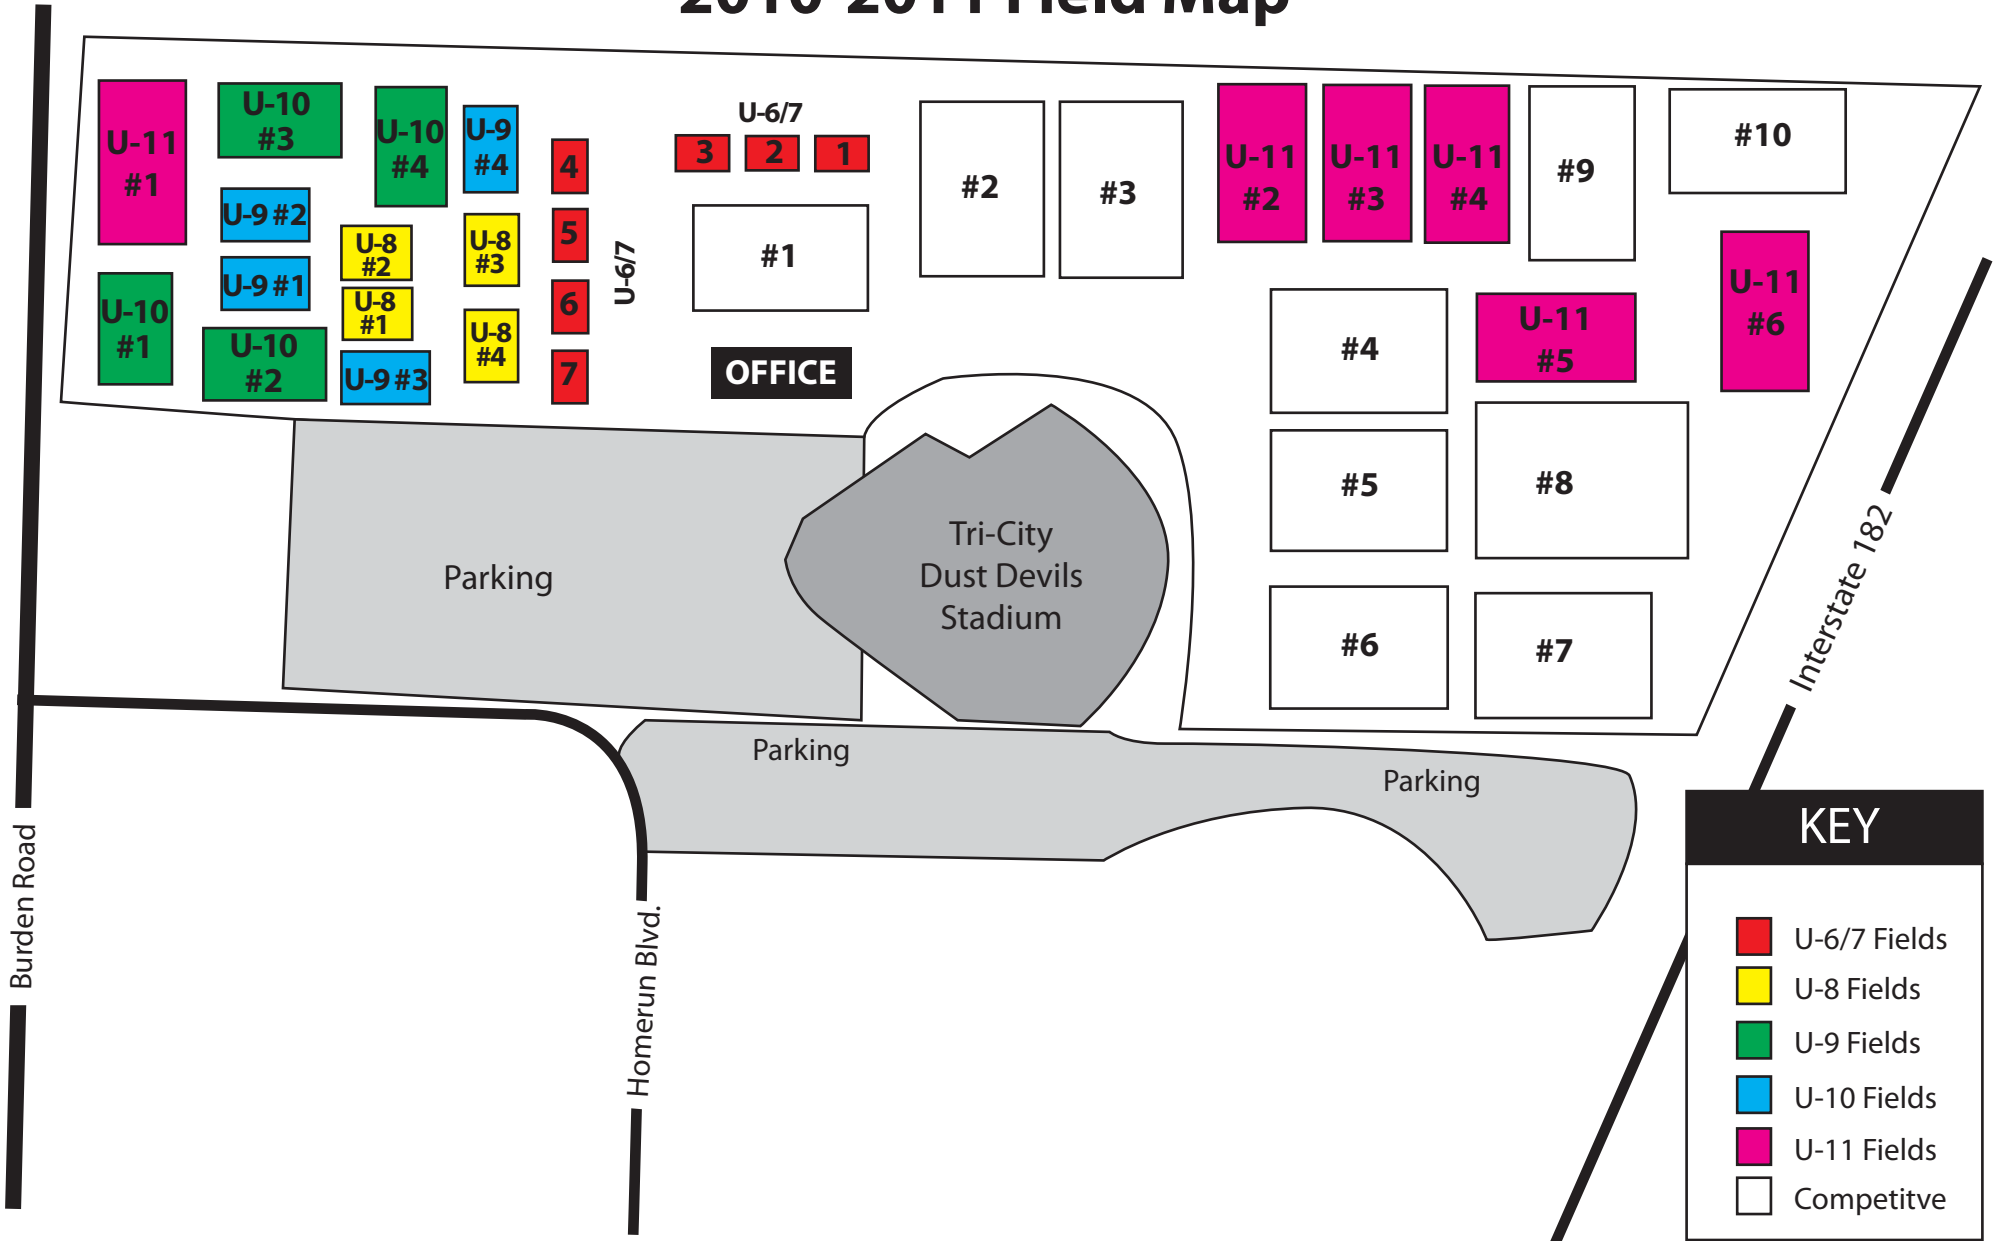 2010-2011 Field Map
U-11
#1
U-10
#3
U-10
#4
U-9
#4
U-9 #2
U-9 #1
U-8
#2
U-8
#1
U-8
#3
U-8
#4
U-10
#1
U-10
#2
U-9 #3
4
5
6
7
U-6/7
U-6/7
3
2
1
#1
OFFICE
#2
#3
U-11
#2
U-11
#3
U-11
#4
#9
#10
U-11
#6
#4
U-11
#5
#5
#8
#6
#7
Parking
Tri-City
Dust Devils
Stadium
Parking
Parking
Interstate 182
Burden Road
Homerun Blvd.
KEY
U-6/7 Fields
U-8 Fields
U-9 Fields
U-10 Fields
U-11 Fields
Competitve